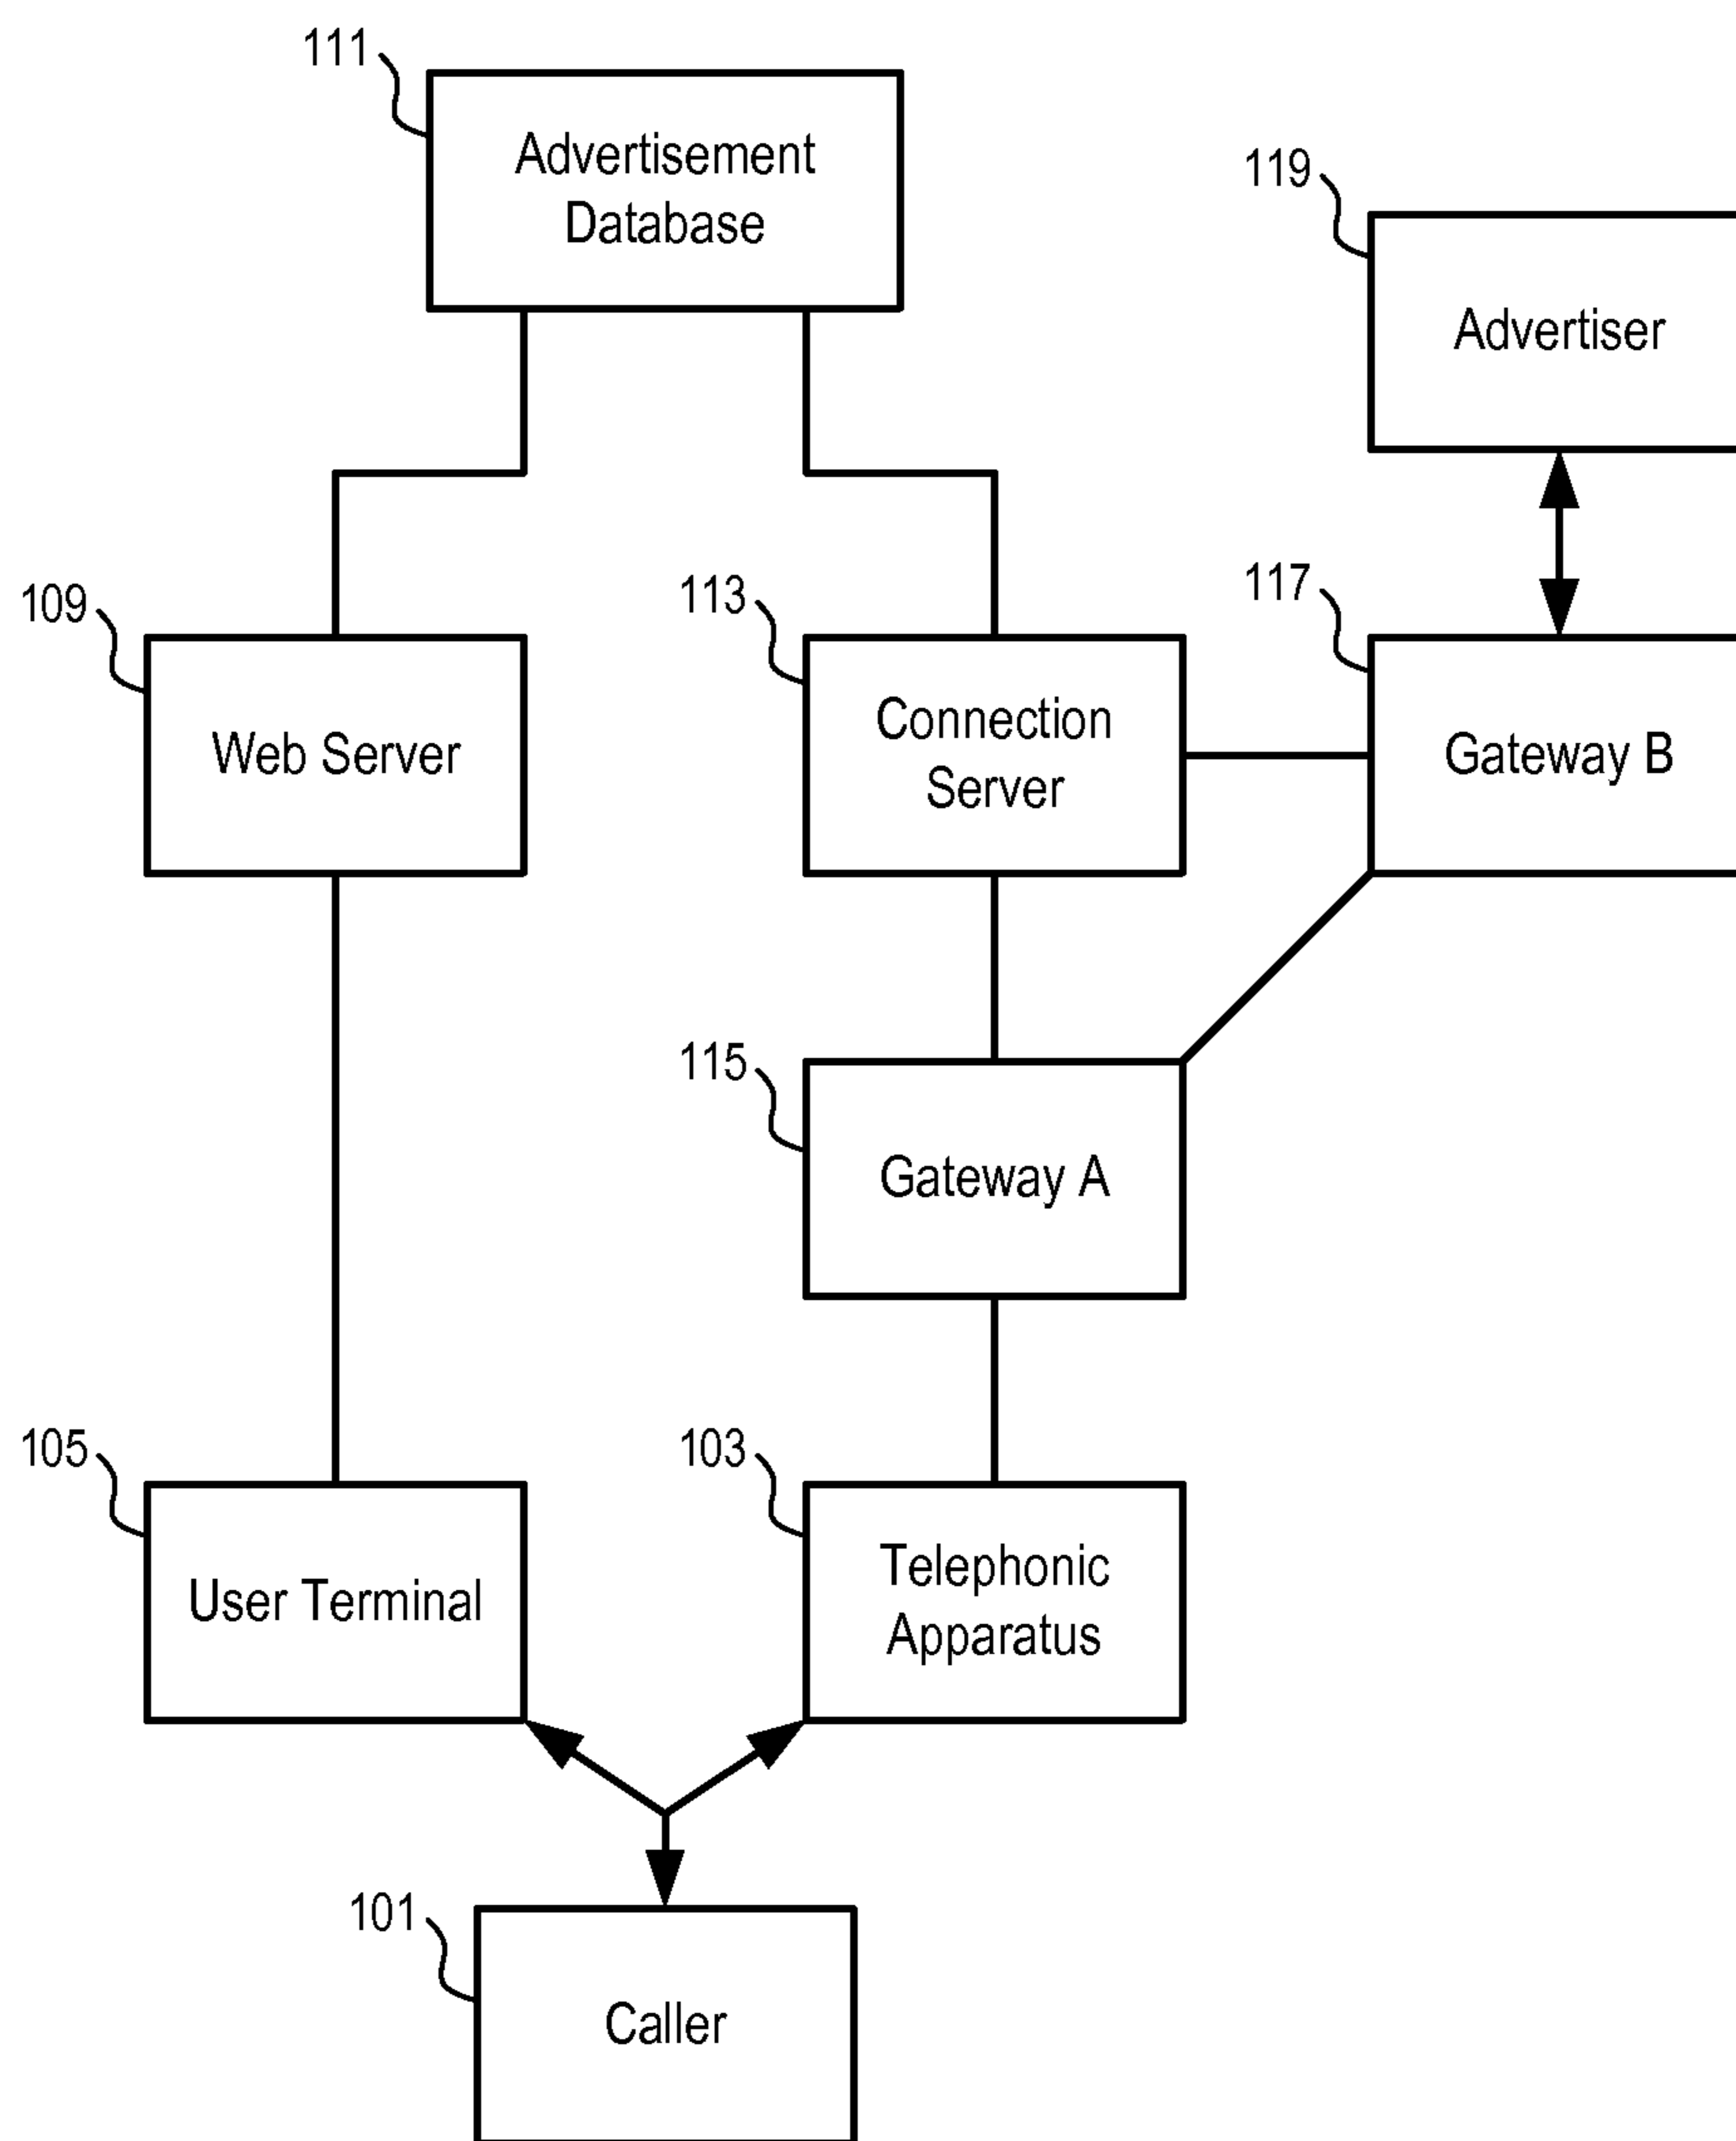 111
Advertisement
Database
119
Advertiser
109
Web Server
113
Connection
Server
117
Gateway B
115
Gateway A
105
User Terminal
103
Telephonic
Apparatus
101
Caller